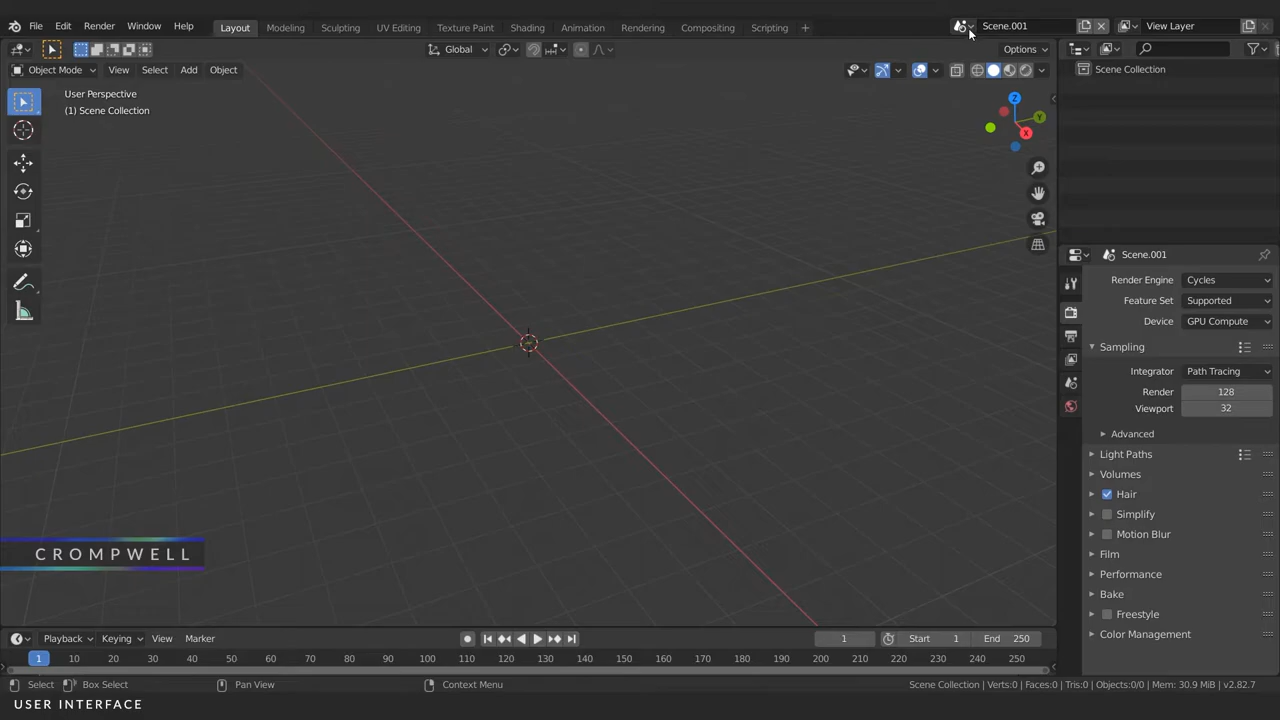 File Edit Render Window Help Layout Modeling Sculpting UV Editing Texture Paint Shading Animation Rendering Compositing Scripting + Scene.001 View Layer
Global Options
Object Mode View Select Add Object
Scene Collection
User Perspective
(1) Scene Collection
Z
Y
X
Scene.001
Render Engine Cycles
Feature Set Supported
Device GPU Compute
Sampling
Integrator Path Tracing
Render 128
Viewport 32
Advanced
Light Paths
Volumes
Hair
Simplify
Motion Blur
Film
Performance
Bake
Freestyle
Color Management
CROMPWELL
Playback Keying View Marker 1 Start 1 End 250
1 10 20 30 40 50 60 70 80 90 100 110 120 130 140 150 160 170 180 190 200 210 220 230 240 250
Select Box Select Pan View Context Menu Scene Collection | Verts:0 | Faces:0 | Tris:0 | Objects:0/0 | Mem: 30.9 MiB | v2.82.7
USER INTERFACE